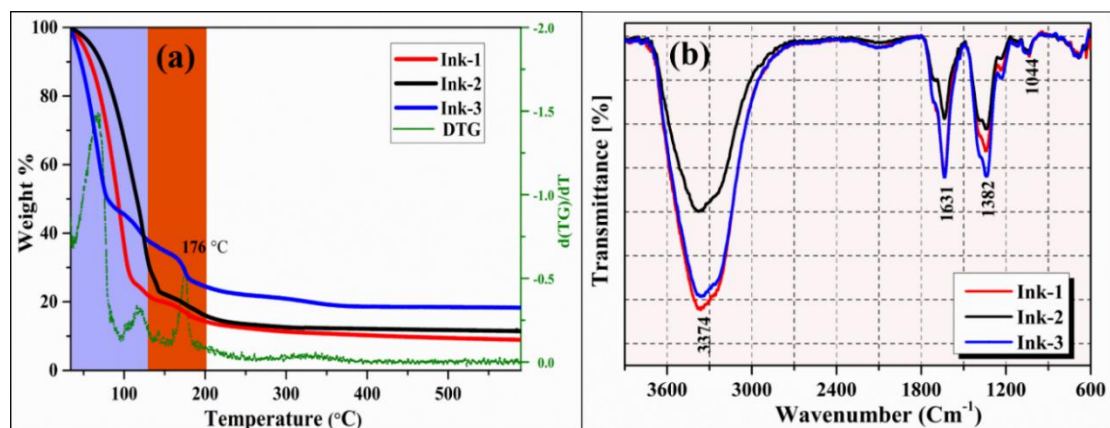 (a)
Ink-1
Ink-2
Ink-3
DTG
176 °C
Weight %
100
80
60
40
20
0
100
200
300
400
500
Temperature (°C)
-2.0
-1.5
-1.0
-0.5
0.0
d(TG)/dT
(b)
1044
1631
1382
3374
Ink-1
Ink-2
Ink-3
Transmittance [%]
3600
3000
2400
1800
1200
600
Wavenumber (Cm-1)